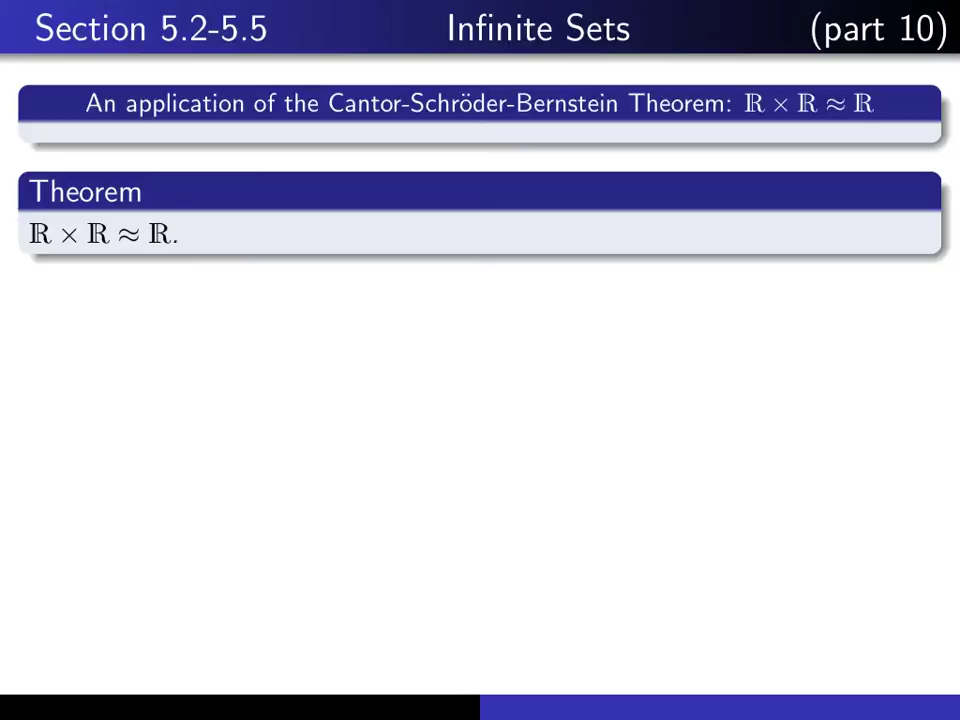 Section 5.2-5.5 Infinite Sets (part 10)
An application of the Cantor-Schröder-Bernstein Theorem: ℝ × ℝ ≈ ℝ
Theorem
ℝ × ℝ ≈ ℝ.